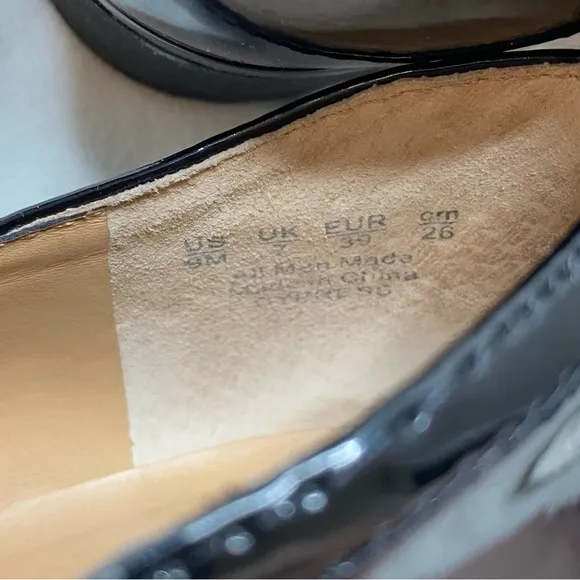 US UK EUR cm
9M 7 39 26
All Man Made
Made in China